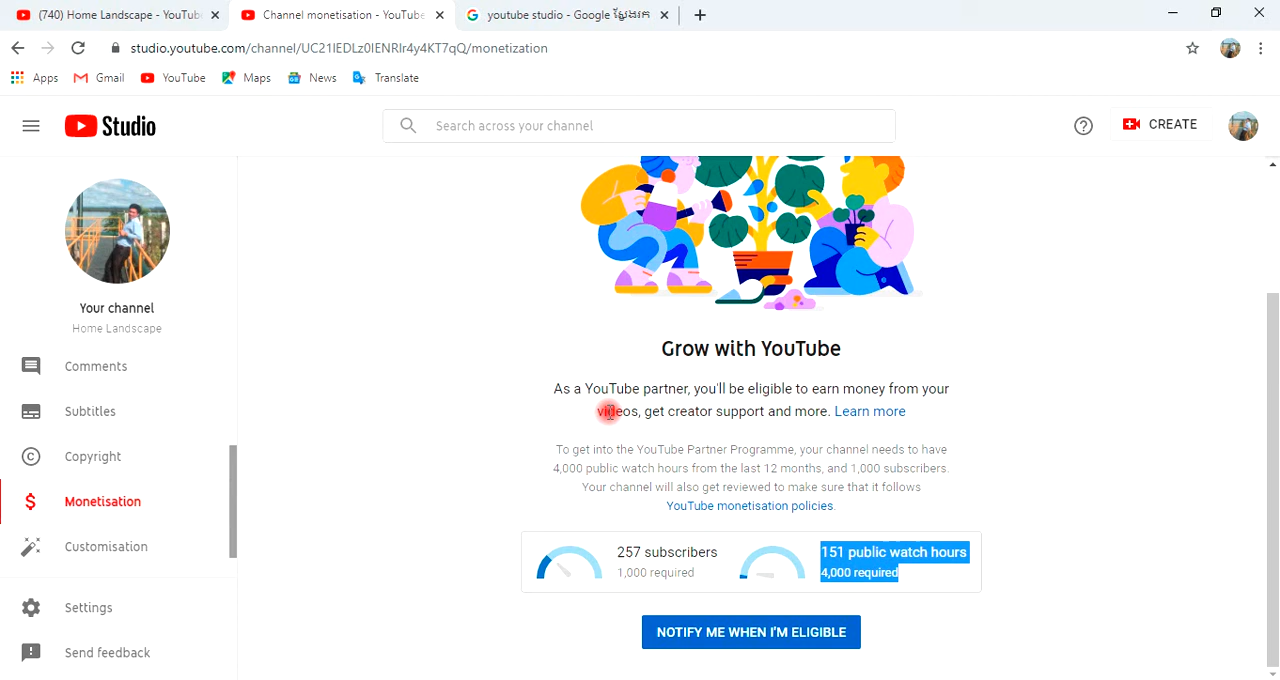 (740) Home Landscape - YouTub
Channel monetisation - YouTube
youtube studio - Google ស្វែងរក
studio.youtube.com/channel/UC21IEDLz0IENRIr4y4KT7qQ/monetization
Apps
Gmail
YouTube
Maps
News
Translate
Studio
Search across your channel
CREATE
Your channel
Home Landscape
Comments
Subtitles
Copyright
Monetisation
Customisation
Settings
Send feedback
Grow with YouTube
As a YouTube partner, you'll be eligible to earn money from your
videos, get creator support and more. Learn more
To get into the YouTube Partner Programme, your channel needs to have
4,000 public watch hours from the last 12 months, and 1,000 subscribers.
Your channel will also get reviewed to make sure that it follows
YouTube monetisation policies.
257 subscribers
1,000 required
151 public watch hours
4,000 required
NOTIFY ME WHEN I'M ELIGIBLE